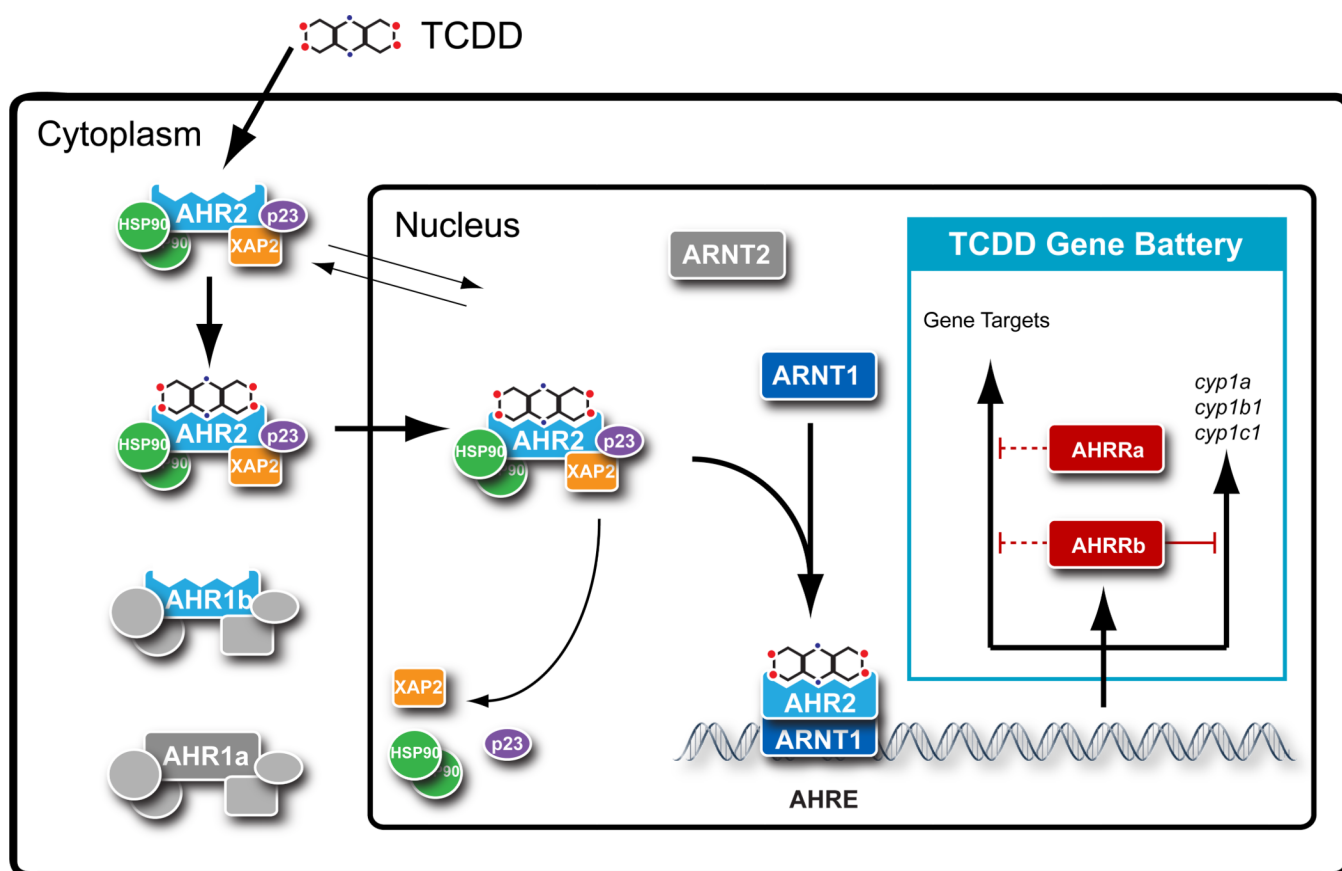 TCDD
Cytoplasm
AHR2
HSP90
90
p23
XAP2
Nucleus
ARNT2
TCDD Gene Battery
Gene Targets
ARNT1
cyp1a
cyp1b1
cyp1c1
AHR2
HSP90
90
p23
XAP2
AHR2
HSP90
90
p23
XAP2
AHRRa
AHRRb
AHR1b
XAP2
HSP90
90
p23
AHR2
ARNT1
AHR1a
AHRE